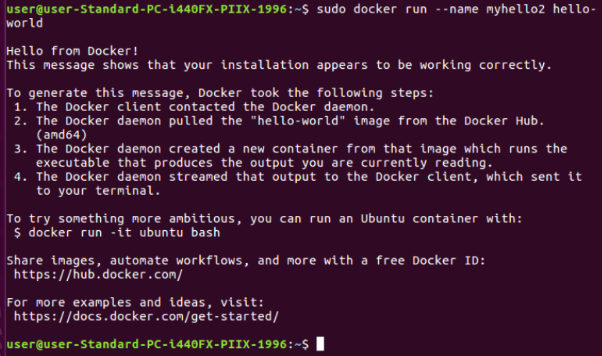 user@user-Standard-PC-i440FX-PIIX-1996:~$ sudo docker run --name myhello2 hello-
world

Hello from Docker!
This message shows that your installation appears to be working correctly.

To generate this message, Docker took the following steps:
 1. The Docker client contacted the Docker daemon.
 2. The Docker daemon pulled the "hello-world" image from the Docker Hub.
    (amd64)
 3. The Docker daemon created a new container from that image which runs the
    executable that produces the output you are currently reading.
 4. The Docker daemon streamed that output to the Docker client, which sent it
    to your terminal.

To try something more ambitious, you can run an Ubuntu container with:
 $ docker run -it ubuntu bash

Share images, automate workflows, and more with a free Docker ID:
 https://hub.docker.com/

For more examples and ideas, visit:
 https://docs.docker.com/get-started/

user@user-Standard-PC-i440FX-PIIX-1996:~$